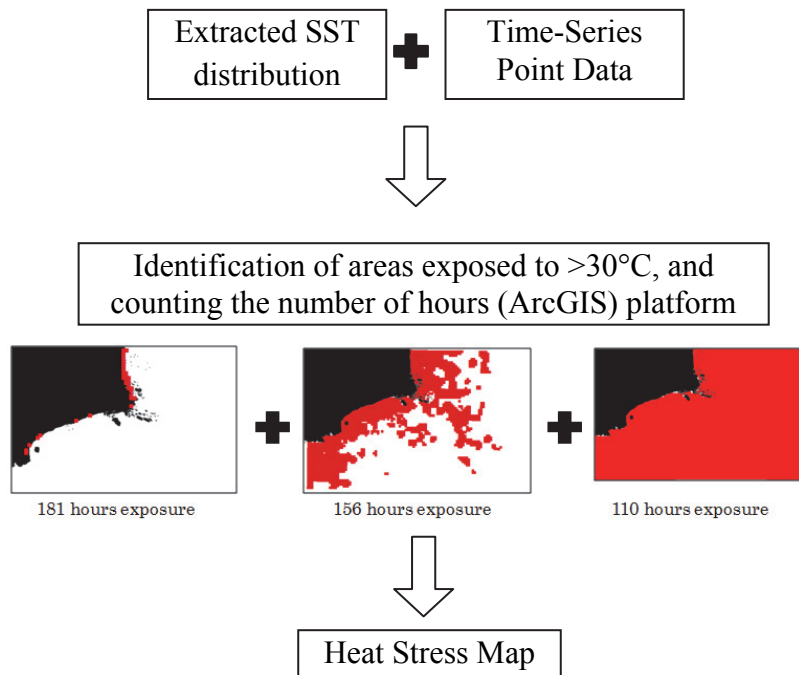 Extracted SST
distribution
Time-Series
Point Data
Identification of areas exposed to >30°C, and
counting the number of hours (ArcGIS) platform
181 hours exposure
156 hours exposure
110 hours exposure
Heat Stress Map